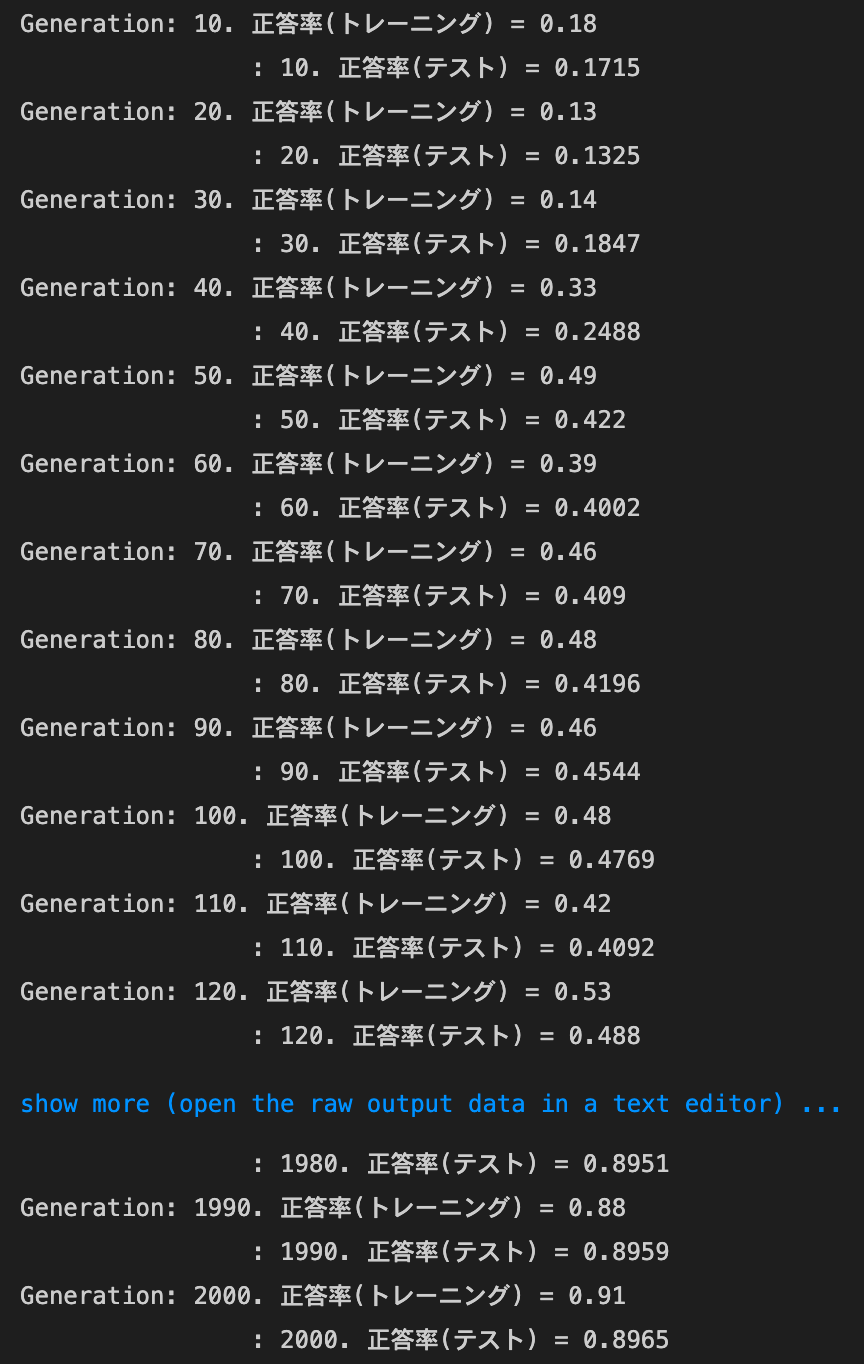 Generation: 10. 正答率(トレーニング) = 0.18
: 10. 正答率(テスト) = 0.1715
Generation: 20. 正答率(トレーニング) = 0.13
: 20. 正答率(テスト) = 0.1325
Generation: 30. 正答率(トレーニング) = 0.14
: 30. 正答率(テスト) = 0.1847
Generation: 40. 正答率(トレーニング) = 0.33
: 40. 正答率(テスト) = 0.2488
Generation: 50. 正答率(トレーニング) = 0.49
: 50. 正答率(テスト) = 0.422
Generation: 60. 正答率(トレーニング) = 0.39
: 60. 正答率(テスト) = 0.4002
Generation: 70. 正答率(トレーニング) = 0.46
: 70. 正答率(テスト) = 0.409
Generation: 80. 正答率(トレーニング) = 0.48
: 80. 正答率(テスト) = 0.4196
Generation: 90. 正答率(トレーニング) = 0.46
: 90. 正答率(テスト) = 0.4544
Generation: 100. 正答率(トレーニング) = 0.48
: 100. 正答率(テスト) = 0.4769
Generation: 110. 正答率(トレーニング) = 0.42
: 110. 正答率(テスト) = 0.4092
Generation: 120. 正答率(トレーニング) = 0.53
: 120. 正答率(テスト) = 0.488
show more (open the raw output data in a text editor) ...
: 1980. 正答率(テスト) = 0.8951
Generation: 1990. 正答率(トレーニング) = 0.88
: 1990. 正答率(テスト) = 0.8959
Generation: 2000. 正答率(トレーニング) = 0.91
: 2000. 正答率(テスト) = 0.8965